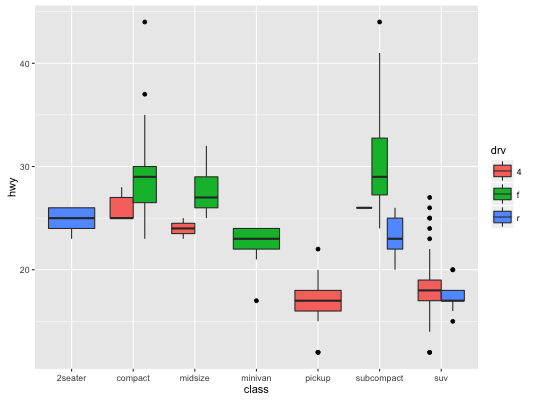 40
30
20
hwy
2seater compact midsize minivan pickup subcompact suv
class
drv
4
f
r